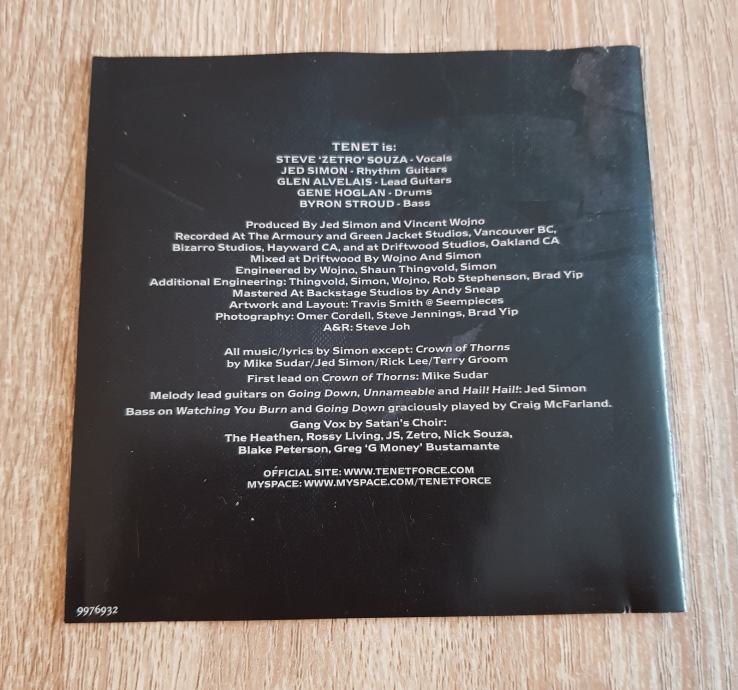 TENET is:
STEVE 'ZETRO' SOUZA - Vocals
JED SIMON - Rhythm Guitars
GLEN ALVELAIS - Lead Guitars
GENE HOGLAN - Drums
BYRON STROUD - Bass
Produced By Jed Simon and Vincent Wojno
Recorded At The Armoury and Green Jacket Studios, Vancouver BC,
Bizarro Studios, Hayward CA, and at Driftwood Studios, Oakland CA
Mixed at Driftwood By Wojno And Simon
Engineered by Wojno, Shaun Thingvold, Simon
Additional Engineering: Thingvold, Simon, Wojno, Rob Stephenson, Brad Yip
Mastered At Backstage Studios by Andy Sneap
Artwork and Layout: Travis Smith @ Seempieces
Photography: Omer Cordell, Steve Jennings, Brad Yip
A&R: Steve Joh
All music/lyrics by Simon except: Crown of Thorns
by Mike Sudar/Jed Simon/Rick Lee/Terry Groom
First lead on Crown of Thorns: Mike Sudar
Melody lead guitars on Going Down, Unnameable and Hail! Hail!: Jed Simon
Bass on Watching You Burn and Going Down graciously played by Craig McFarland.
Gang Vox by Satan's Choir:
The Heathen, Rossy Living, JS, Zetro, Nick Souza,
Blake Peterson, Greg 'G Money' Bustamante
OFFICIAL SITE: WWW.TENETFORCE.COM
MYSPACE: WWW.MYSPACE.COM/TENETFORCE
9976932